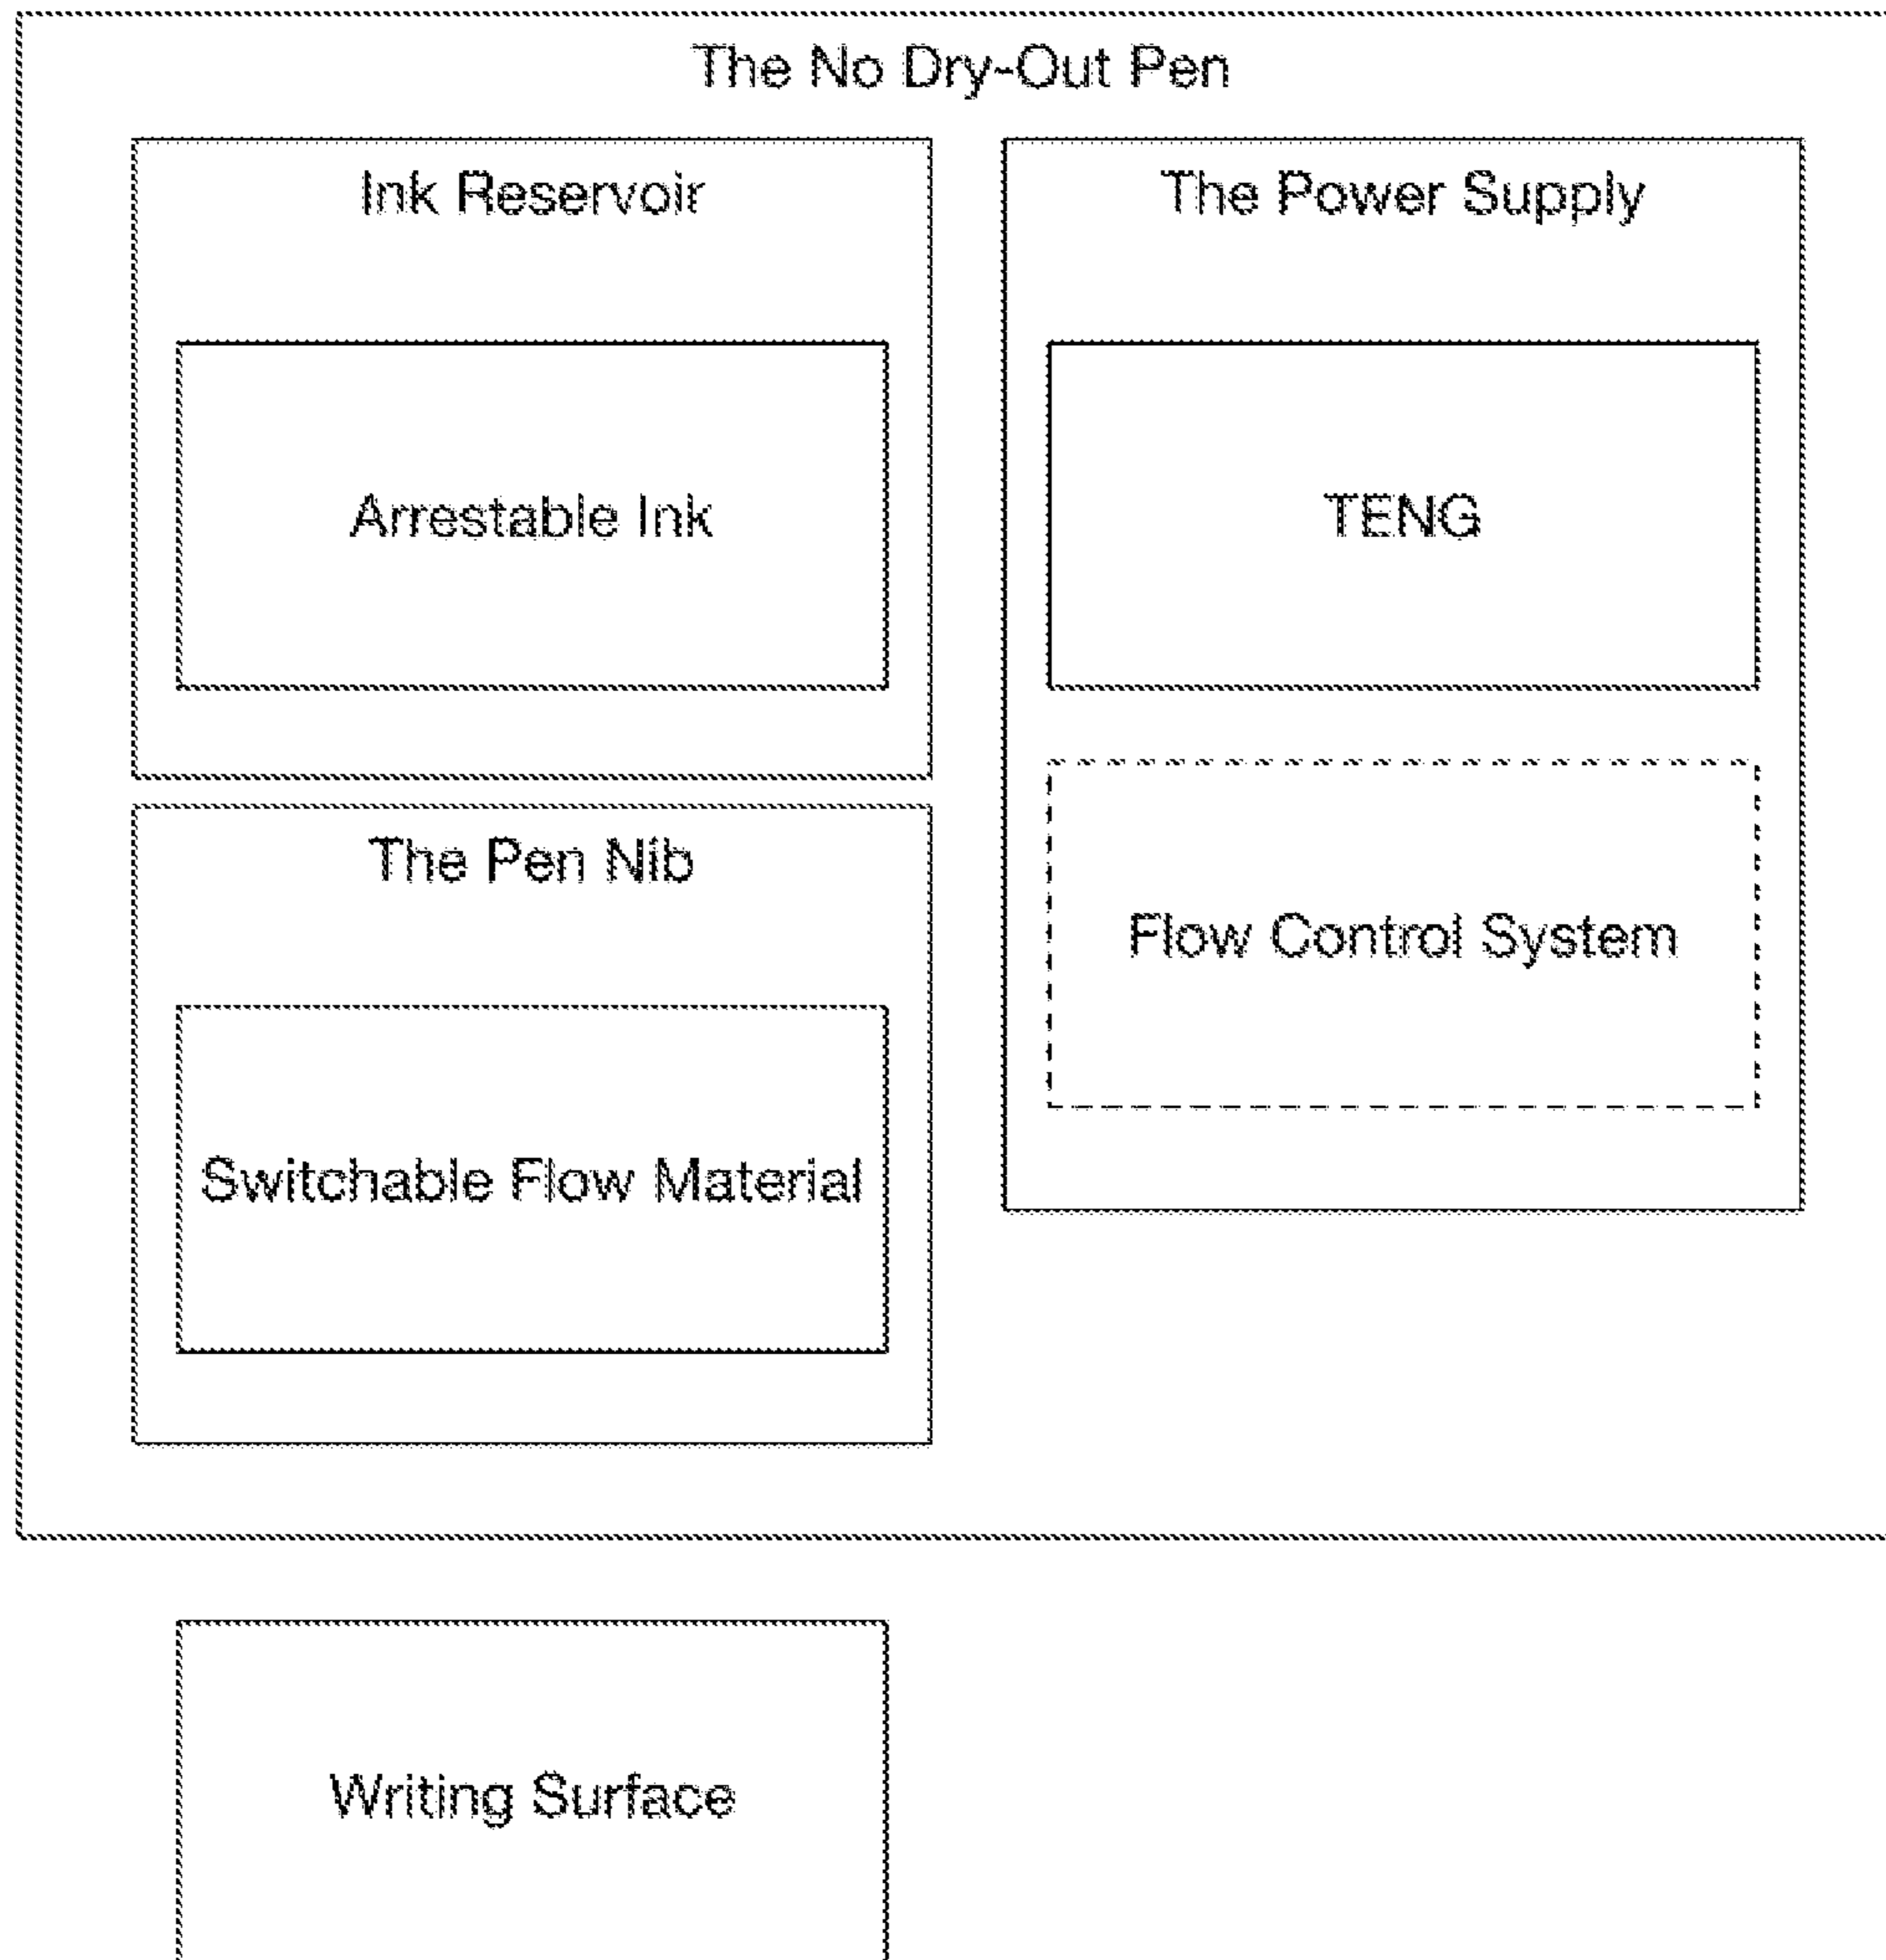 The No Dry-Out Pen
Ink Reservoir
Arrestable Ink
The Pen Nib
Switchable Flow Material
The Power Supply
TENG
Flow Control System
Writing Surface